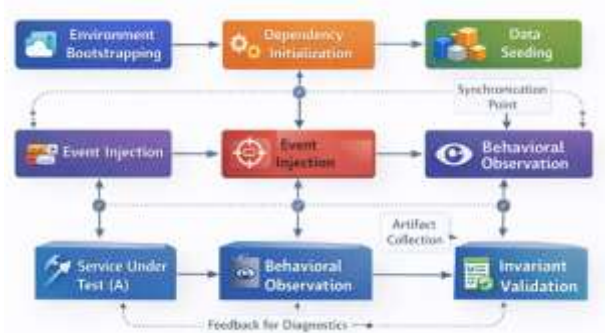 Environment
Bootstrapping
Dependency
Initialization
Data
Seeding
Synchronization
Point
Event Injection
Event
Injection
Behavioral
Observation
Artifact
Collection
Service Under
Test (A)
Behavioral
Observation
Invariant
Validation
Feedback for Diagnostics